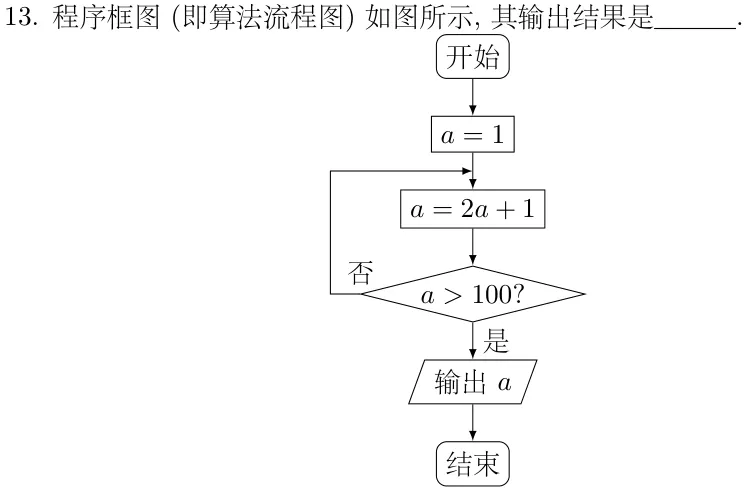 13. 程序框图 (即算法流程图) 如图所示, 其输出结果是______.
开始
a = 1
a = 2a + 1
否
a > 100?
是
输出 a
结束